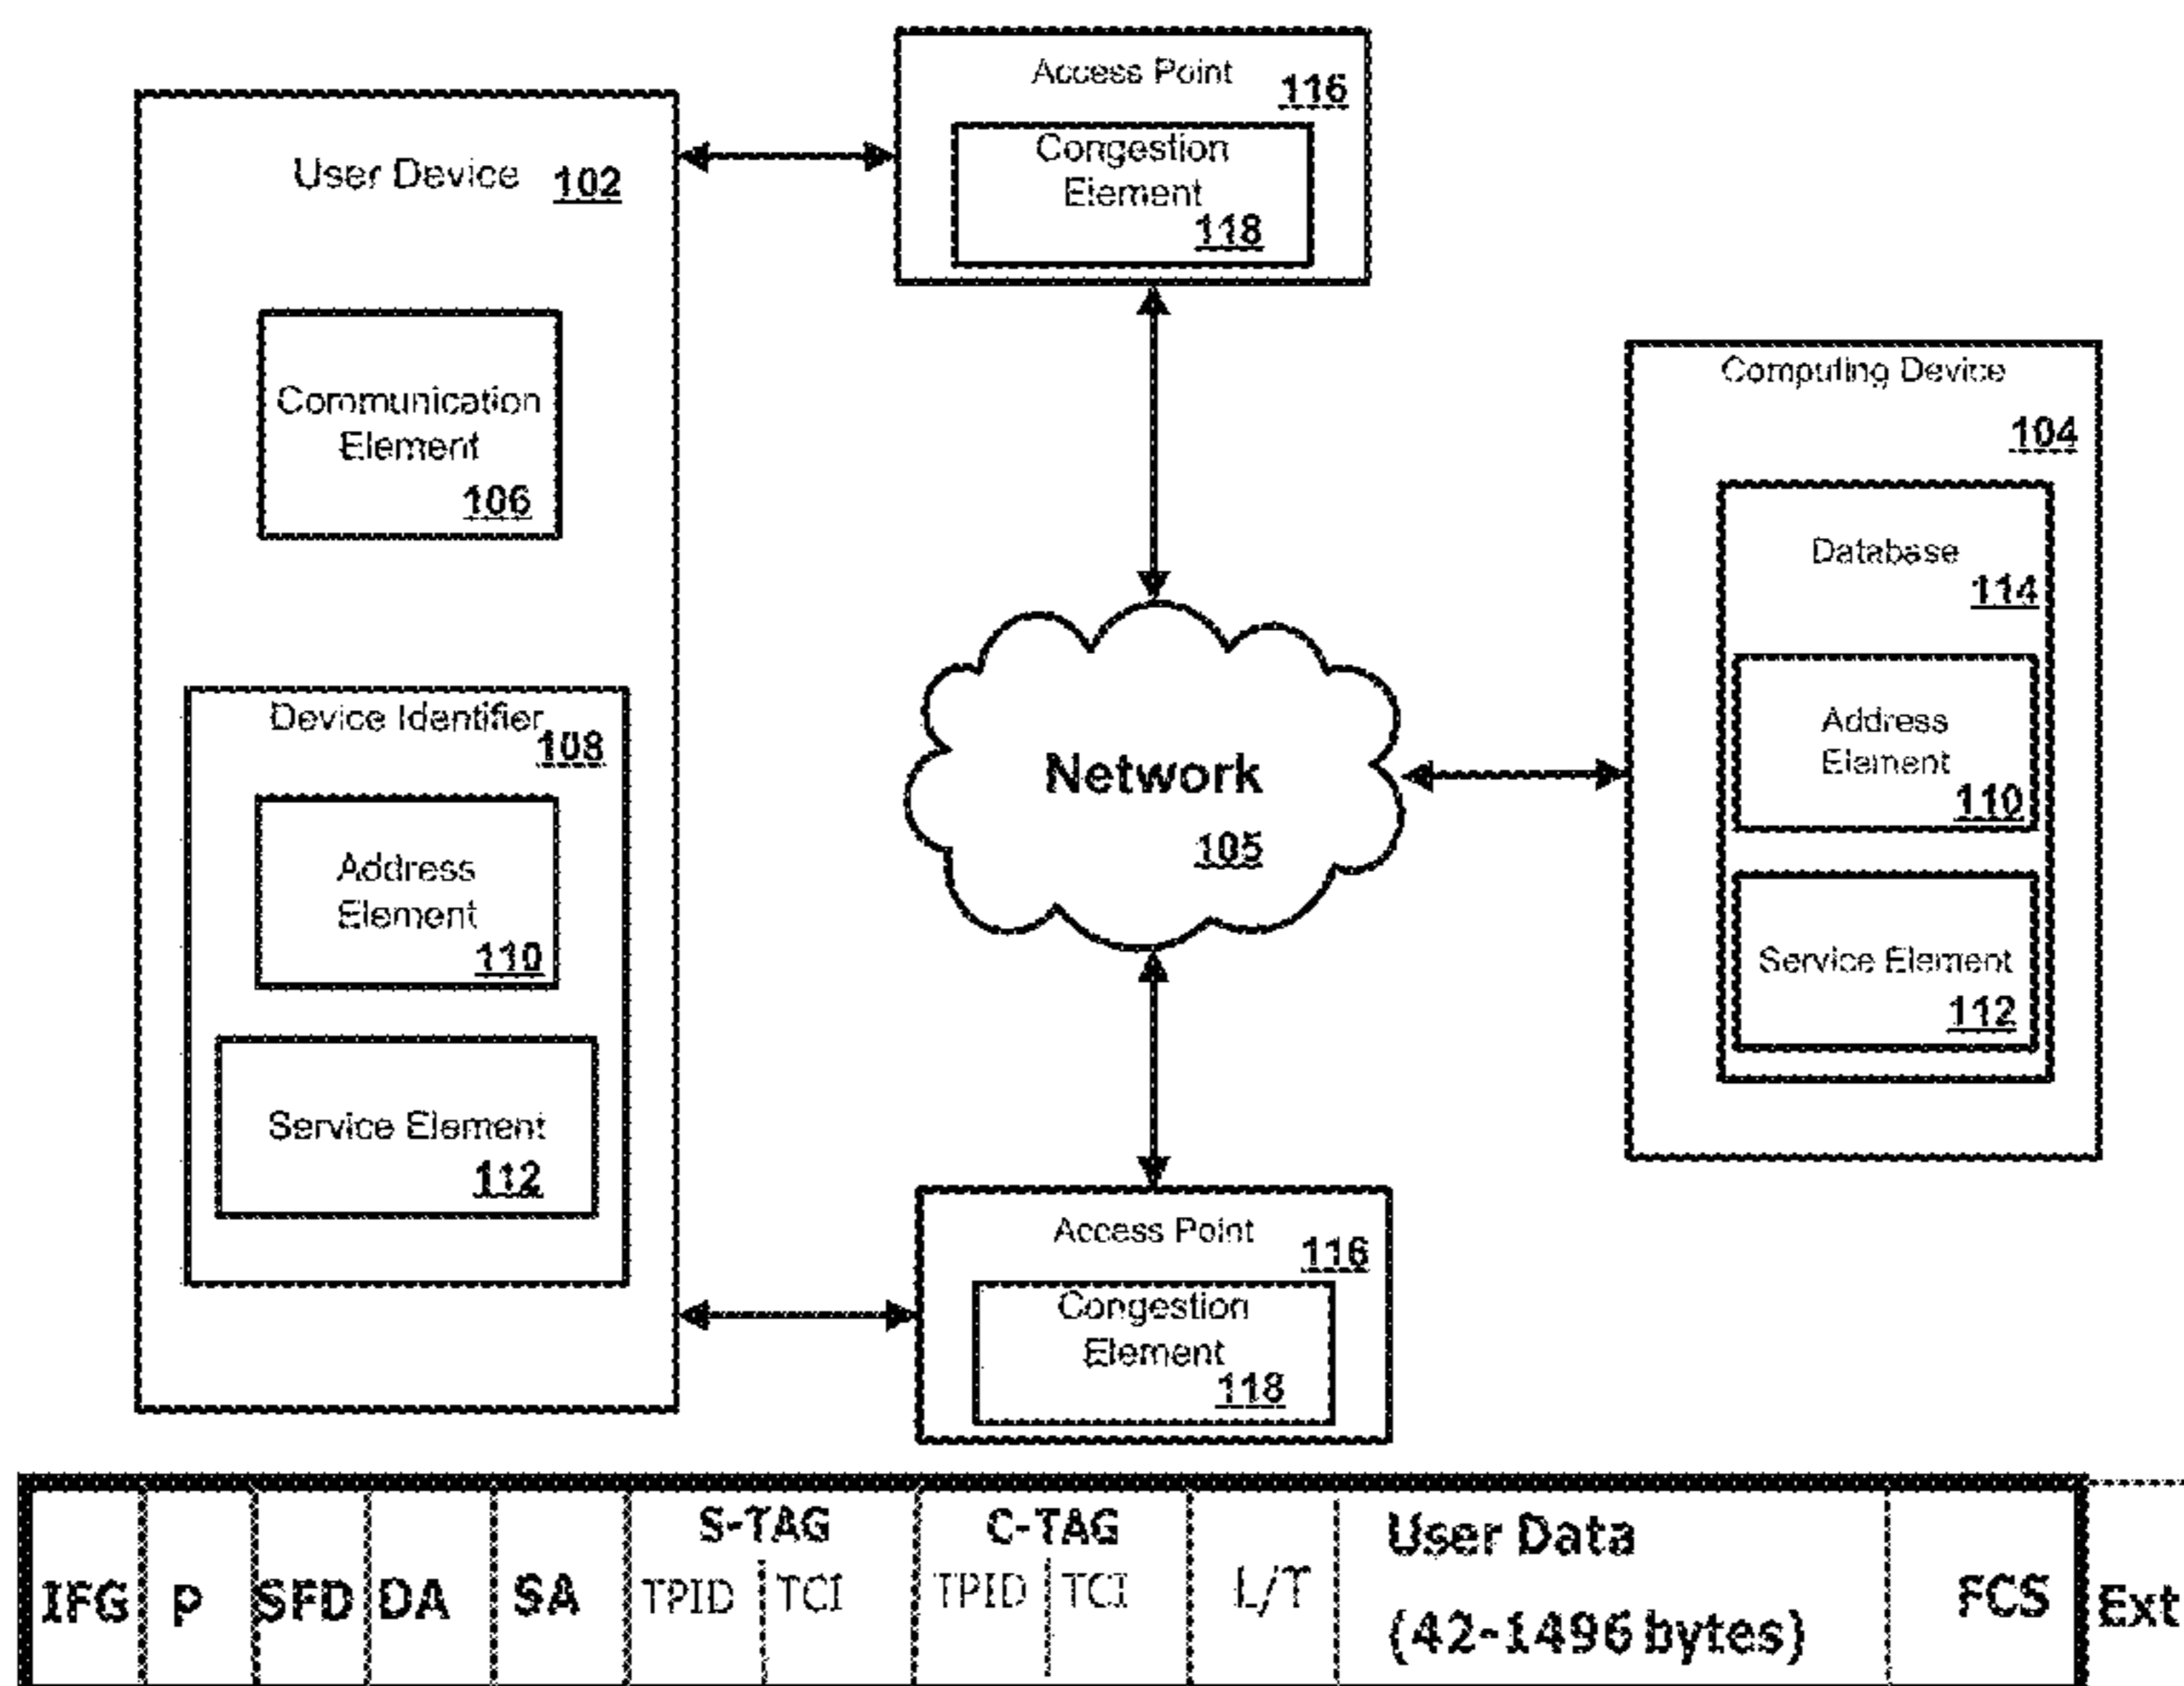 Access Point
116
Congestion
Element
118
User Device 102
Communication
Element
106
Device Identifier
108
Address
Element
110
Service Element
112
Network
105
Computing Device
104
Database
114
Address
Element
110
Service Element
112
Access Point
116
Congestion
Element
118
S-TAG C-TAG User Data
IFG P SFD DA SA TPID TCI TPID TCI L/T FCS Ext
(42-1496 bytes)